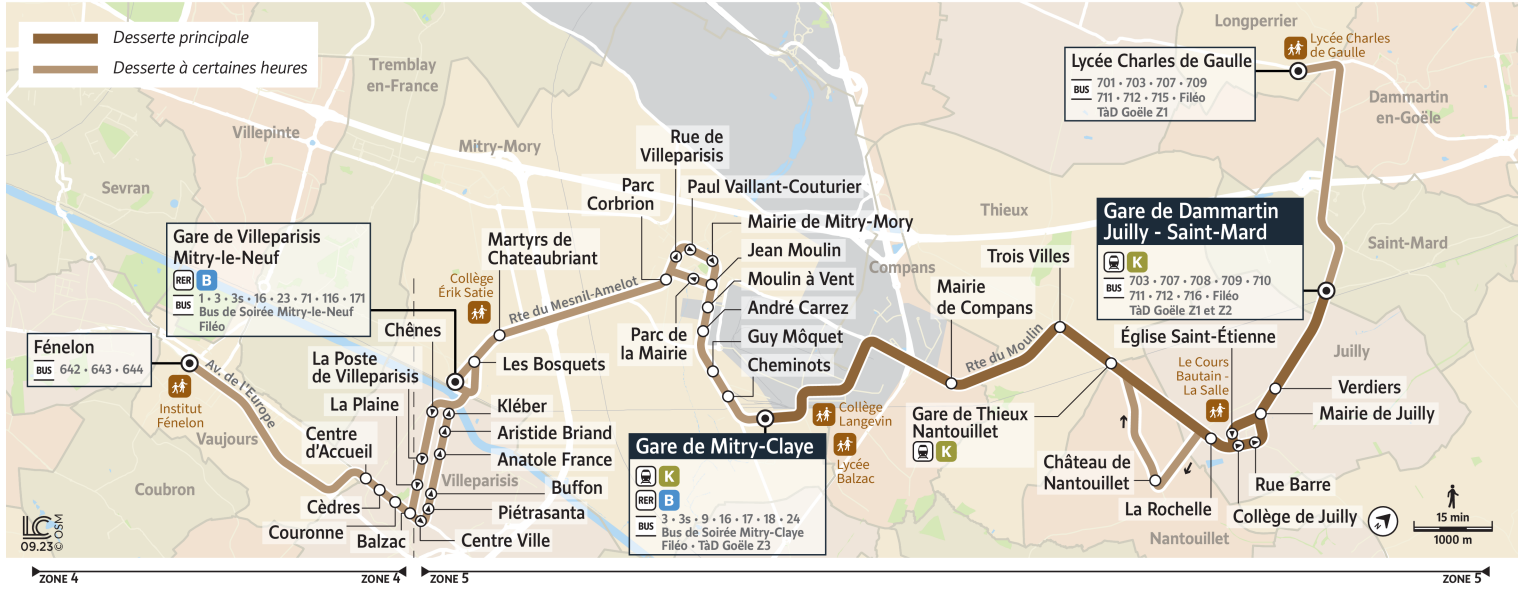 Desserte principale
Desserte à certaines heures
Tremblay
en-France
Villepinte
Sevran
Mitry-Mory
Longperrier
Lycée Charles
de Gaulle
Lycée Charles de Gaulle
BUS
701 • 703 • 707 • 709
711 • 712 • 715 • Filéo
TàD Goële Z1
Dammartin
en-Goële
Rue de
Villeparisis
Parc
Corbrion
Paul Vaillant-Couturier
Mairie de Mitry-Mory
Jean Moulin
Moulin à Vent
André Carrez
Guy Môquet
Cheminots
Parc de
la Mairie
Thieux
Compans
Saint-Mard
Gare de Dammartin
Juilly - Saint-Mard
K
BUS
703 • 707 • 708 • 709 • 710
711 • 712 • 716 • Filéo
TàD Goële Z1 et Z2
Gare de Villeparisis
Mitry-le-Neuf
RER B
BUS
1 • 3 • 3s • 16 • 23 • 71 • 116 • 171
Bus de Soirée Mitry-le-Neuf
Filéo
Martyrs de
Chateaubriant
Collège
Érik Satie
Rte du Mesnil-Amelot
Chênes
Les Bosquets
Fénelon
BUS
642 • 643 • 644
Institut
Fénelon
Av. de l'Europe
Vaujours
Coubron
La Poste
de Villeparisis
La Plaine
Centre
d'Accueil
Cèdres
Couronne
Balzac
Kléber
Aristide Briand
Anatole France
Villeparisis
Buffon
Piétrasanta
Centre Ville
Gare de Mitry-Claye
K
RER B
BUS
3 • 3s • 9 • 16 • 17 • 18 • 24
Bus de Soirée Mitry-Claye
Filéo • TàD Goële Z3
Collège
Langevin
Lycée
Balzac
Mairie
de Compans
Trois Villes
Rte du Moulin
Gare de Thieux
Nantouillet
K
Église Saint-Étienne
Le Cours
Bautain -
La Salle
Juilly
Verdiers
Mairie de Juilly
Château de
Nantouillet
La Rochelle
Rue Barre
Collège de Juilly
Nantouillet
15 min
1000 m
LC
09.23
© OSM
ZONE 4
ZONE 4
ZONE 5
ZONE 5